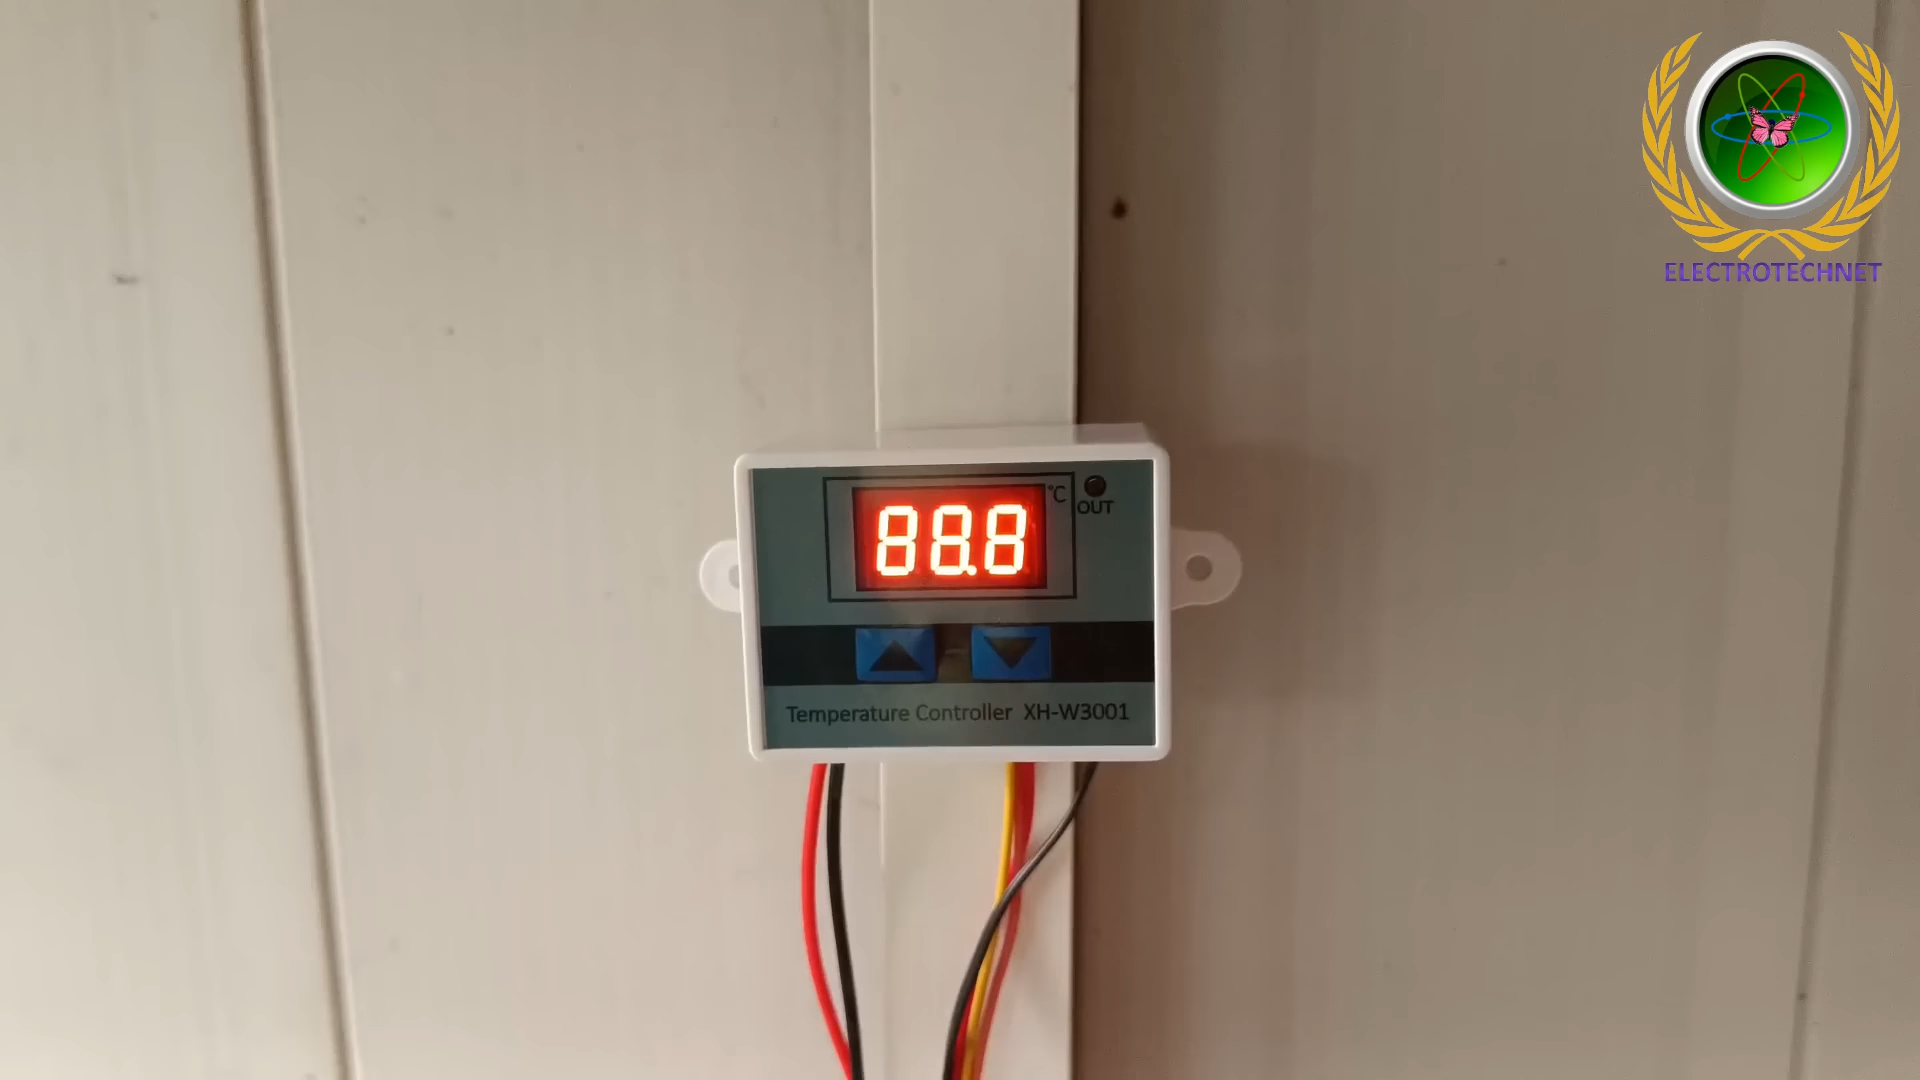 ELECTROTECHNET
88.8
°C
OUT
Temperature Controller XH-W3001